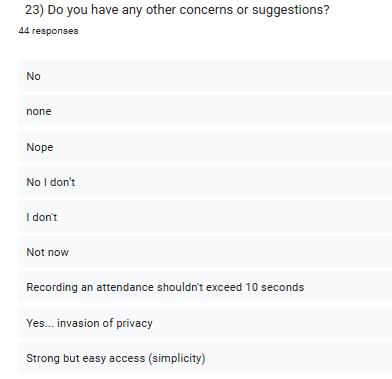 23) Do you have any other concerns or suggestions?
44 responses
No
none
Nope
No I don't
I don't
Not now
Recording an attendance shouldn't exceed 10 seconds
Yes... invasion of privacy
Strong but easy access (simplicity)